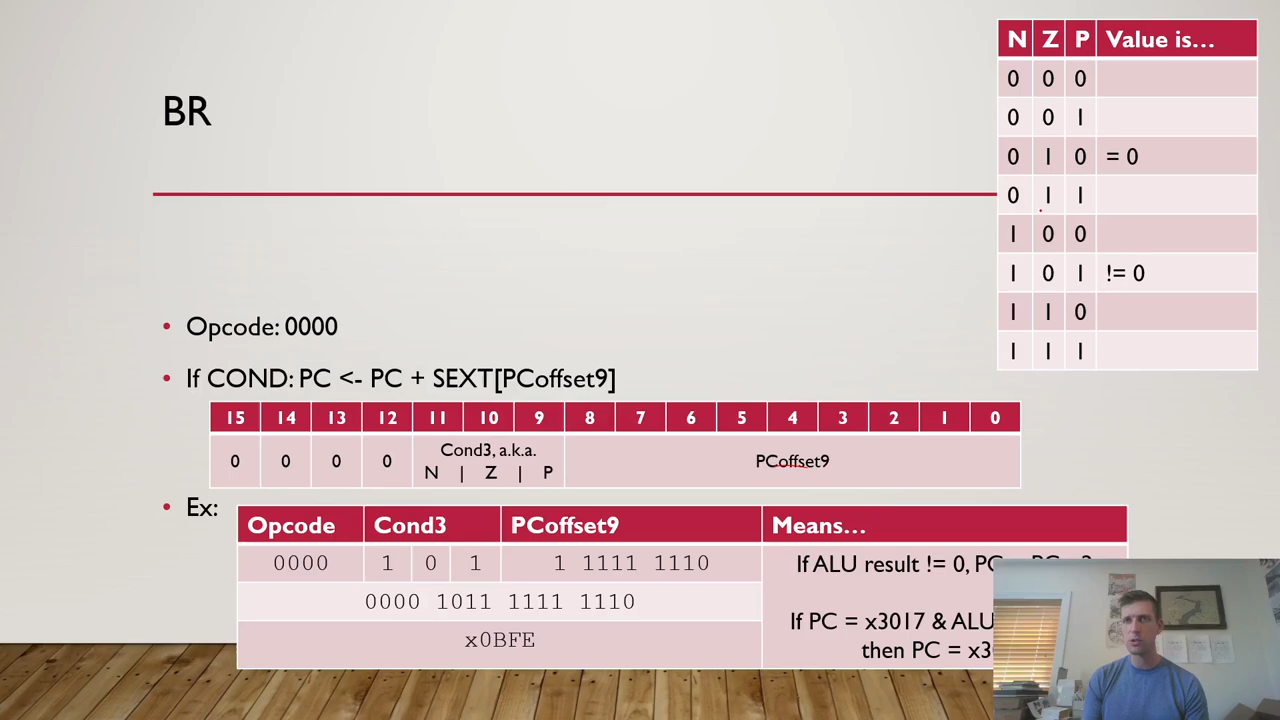 BR
N Z P Value is...
0 0 0
0 0 1
0 1 0 = 0
0 1 1
1 0 0
1 0 1 != 0
1 1 0
1 1 1
• Opcode: 0000
• If COND: PC <- PC + SEXT[PCoffset9]
15 14 13 12 11 10 9 8 7 6 5 4 3 2 1 0
0 0 0 0 Cond3, a.k.a. N | Z | P PCoffset9
• Ex:
Opcode Cond3 PCoffset9 Means...
0000 1 0 1 1 1111 1110 If ALU result != 0,
0000 1011 1111 1110
If PC = x3017 & ALU
x0BFE
then PC =